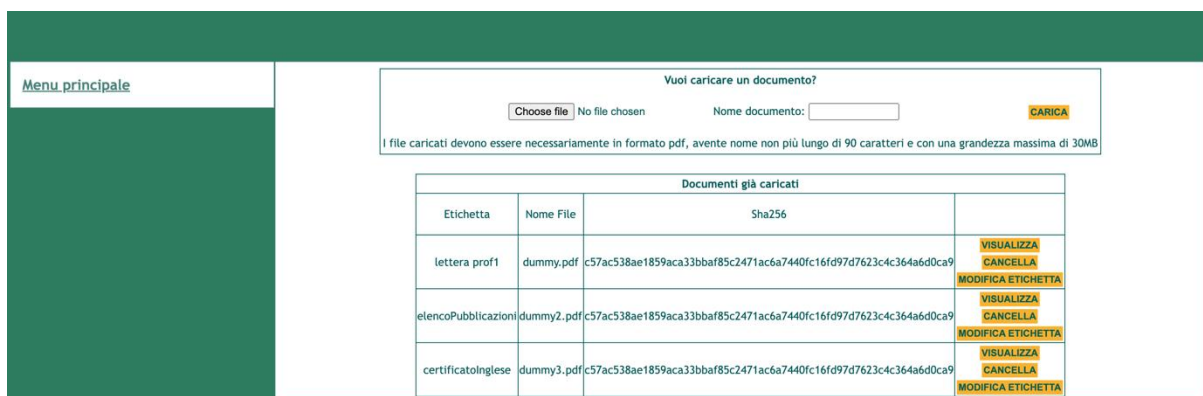 Menu principale
Vuoi caricare un documento?
Choose file No file chosen Nome documento: CARICA
I file caricati devono essere necessariamente in formato pdf, avente nome non più lungo di 90 caratteri e con una grandezza massima di 30MB
Documenti già caricati
Etichetta Nome File Sha256
lettera prof1 dummy.pdf c57ac538ae1859aca33bbaf85c2471ac6a7440fc16fd97d7623c4c364a6d0ca9
VISUALIZZA
CANCELLA
MODIFICA ETICHETTA
elencoPubblicazioni dummy2.pdf c57ac538ae1859aca33bbaf85c2471ac6a7440fc16fd97d7623c4c364a6d0ca9
VISUALIZZA
CANCELLA
MODIFICA ETICHETTA
certificatoInglese dummy3.pdf c57ac538ae1859aca33bbaf85c2471ac6a7440fc16fd97d7623c4c364a6d0ca9
VISUALIZZA
CANCELLA
MODIFICA ETICHETTA